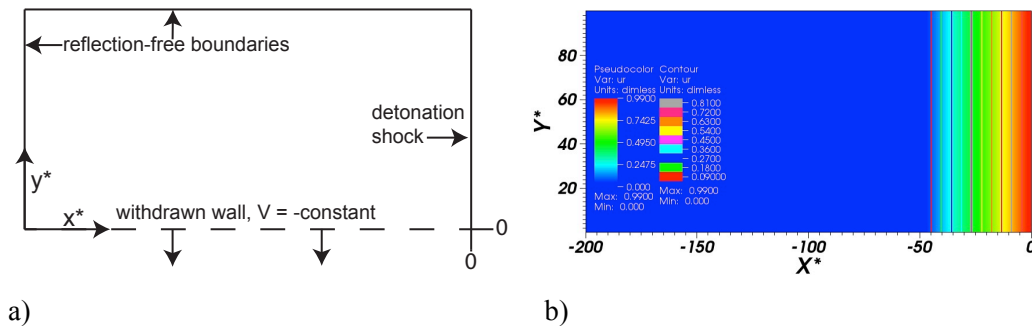 reflection-free boundaries
detonation
shock
y*
x*
withdrawn wall, V = -constant
0
0
a)
Y*
80
60
40
20
Pseudocolor
Var: ur
Units: dimless
0.9900
0.7425
0.4950
0.2475
0.000
Max: 0.9900
Min: 0.000
Contour
Var: ur
Units: dimless
0.8100
0.7200
0.6300
0.5400
0.4500
0.3600
0.2700
0.1800
0.09000
Max: 0.9900
Min: 0.000
-200
-150
-100
-50
0
X*
b)